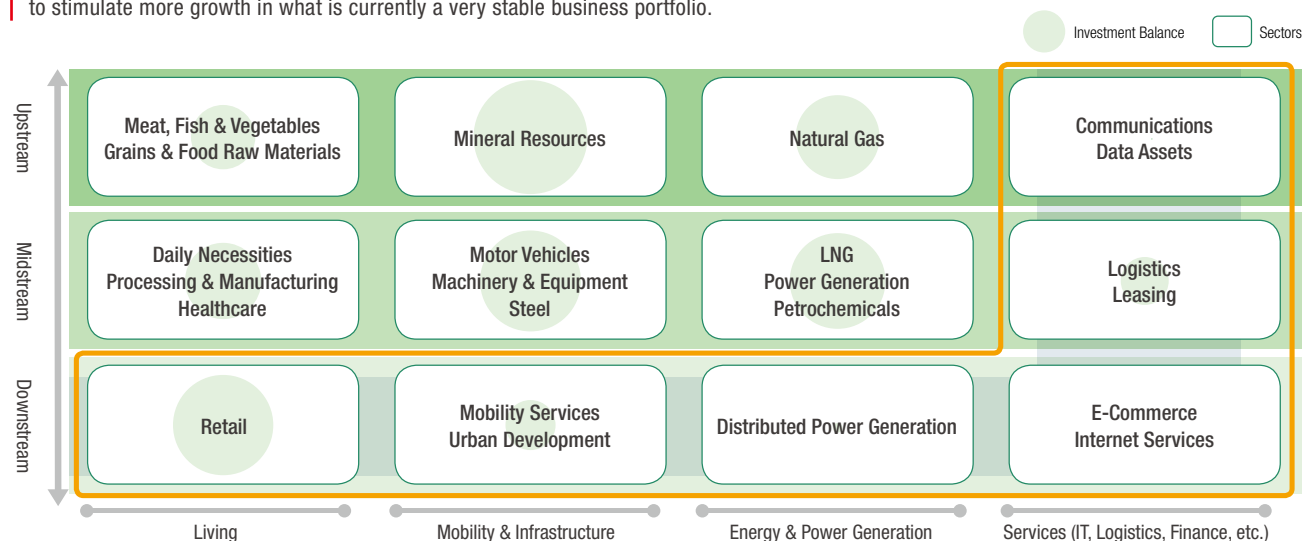 to stimulate more growth in what is currently a very stable business portfolio.
Investment Balance
Sectors
Upstream
Meat, Fish & Vegetables
Grains & Food Raw Materials
Mineral Resources
Natural Gas
Communications
Data Assets
Midstream
Daily Necessities
Processing & Manufacturing
Healthcare
Motor Vehicles
Machinery & Equipment
Steel
LNG
Power Generation
Petrochemicals
Logistics
Leasing
Downstream
Retail
Mobility Services
Urban Development
Distributed Power Generation
E-Commerce
Internet Services
Living
Mobility & Infrastructure
Energy & Power Generation
Services (IT, Logistics, Finance, etc.)